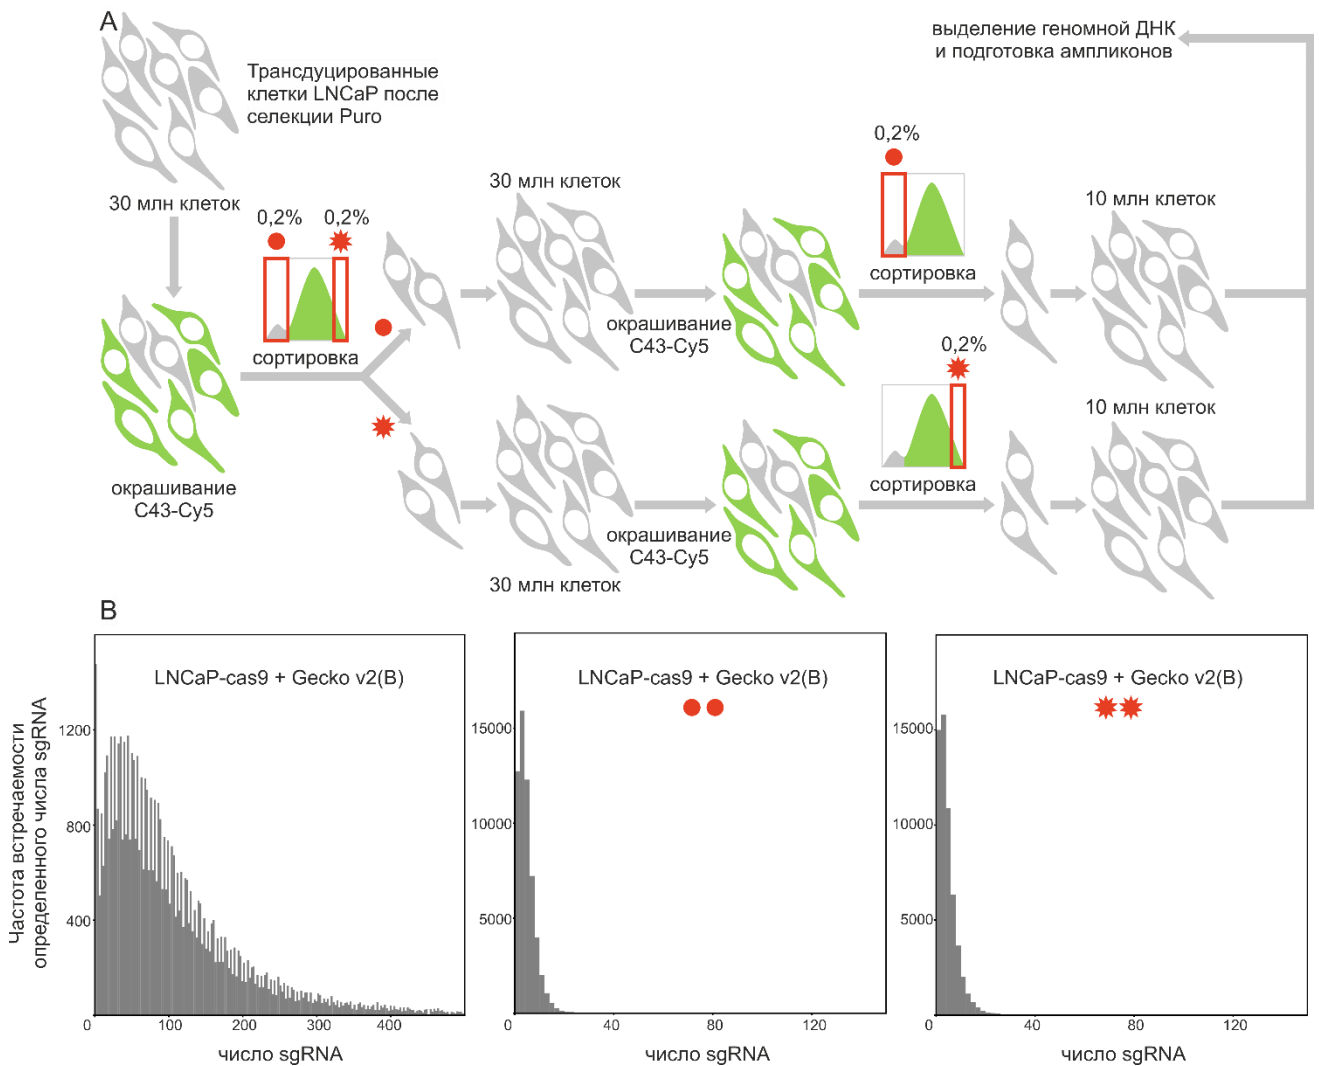 A
Трансдуцированные
клетки LNCaP после
селекции Puro
выделение геномной ДНК
и подготовка ампликонов
30 млн клеток
0,2%
0,2%
сортировка
окрашивание
C43-Cy5
30 млн клеток
окрашивание
C43-Cy5
0,2%
сортировка
10 млн клеток
30 млн клеток
окрашивание
C43-Cy5
0,2%
сортировка
10 млн клеток
B
Частота встречаемости
определенного числа sgRNA
LNCaP-cas9 + Gecko v2(B)
1200
800
400
0
0
100
200
300
400
число sgRNA
LNCaP-cas9 + Gecko v2(B)
15000
10000
5000
0
40
80
120
число sgRNA
LNCaP-cas9 + Gecko v2(B)
15000
10000
5000
0
40
80
120
число sgRNA